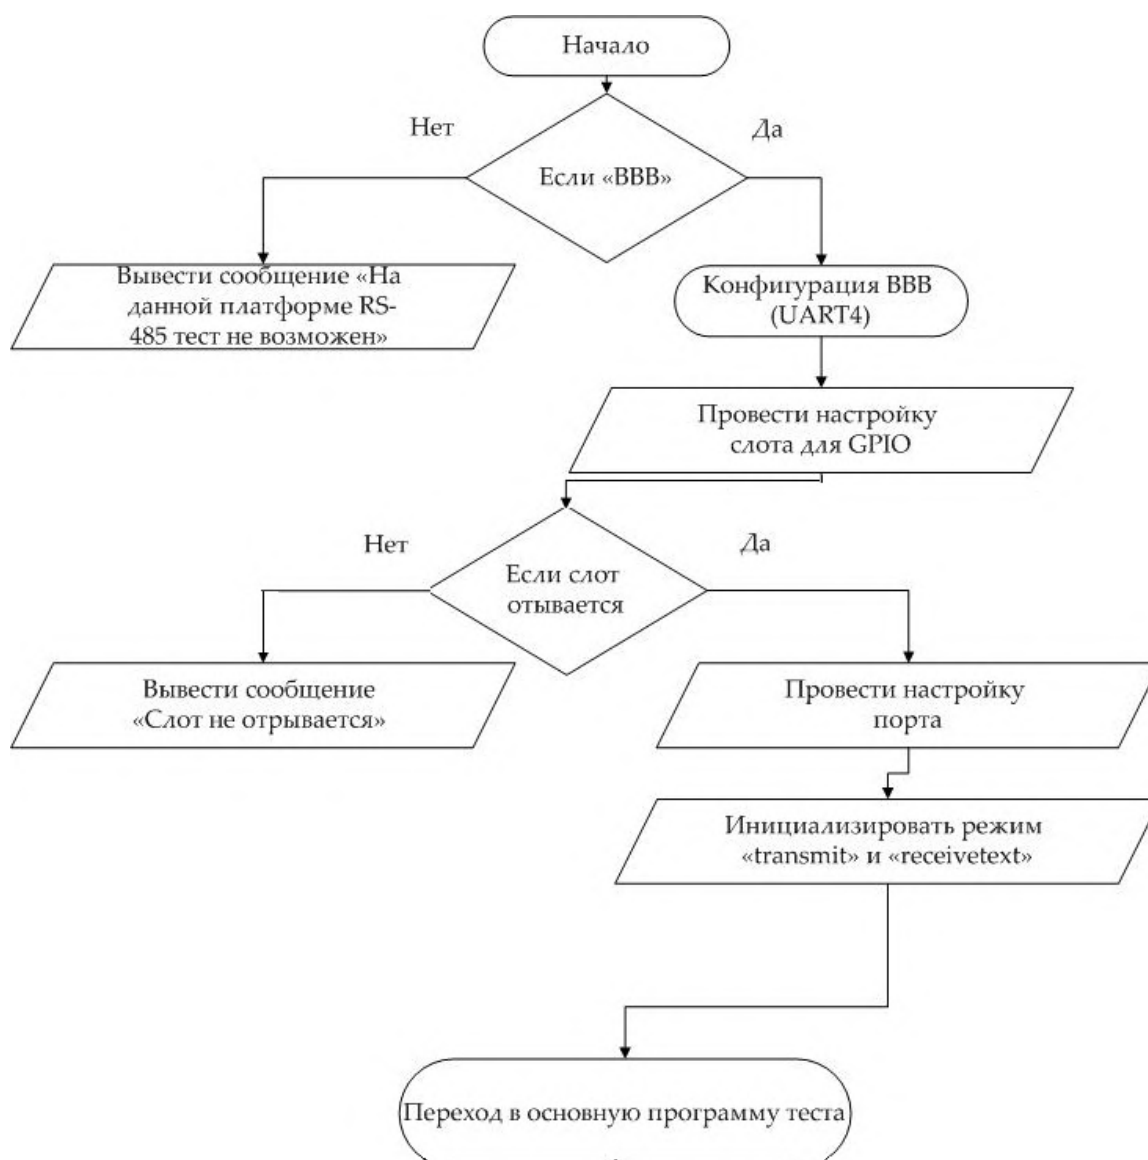 Начало
Нет
Да
Если «BBB»
Вывести сообщение «На
данной платформе RS-
485 тест не возможен»
Конфигурация BBB
(UART4)
Провести настройку
слота для GPIO
Нет
Да
Если слот
отывается
Вывести сообщение
«Слот не отрывается»
Провести настройку
порта
Инициализировать режим
«transmit» и «receivetext»
Переход в основную программу теста